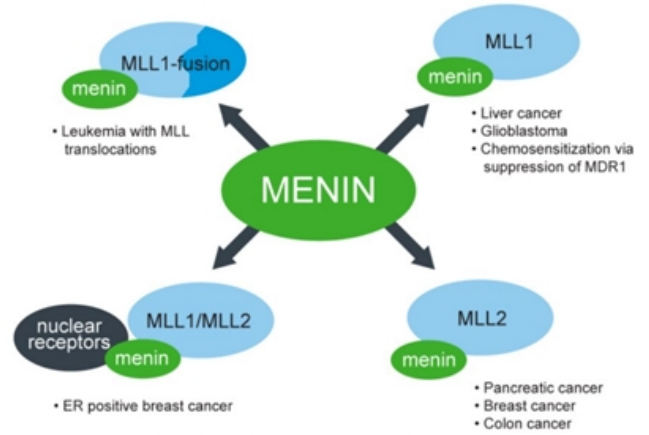 MLL1-fusion
menin
• Leukemia with MLL
translocations
MLL1
menin
• Liver cancer
• Glioblastoma
• Chemosensitization via
suppression of MDR1
MENIN
nuclear
receptors
MLL1/MLL2
menin
• ER positive breast cancer
MLL2
menin
• Pancreatic cancer
• Breast cancer
• Colon cancer